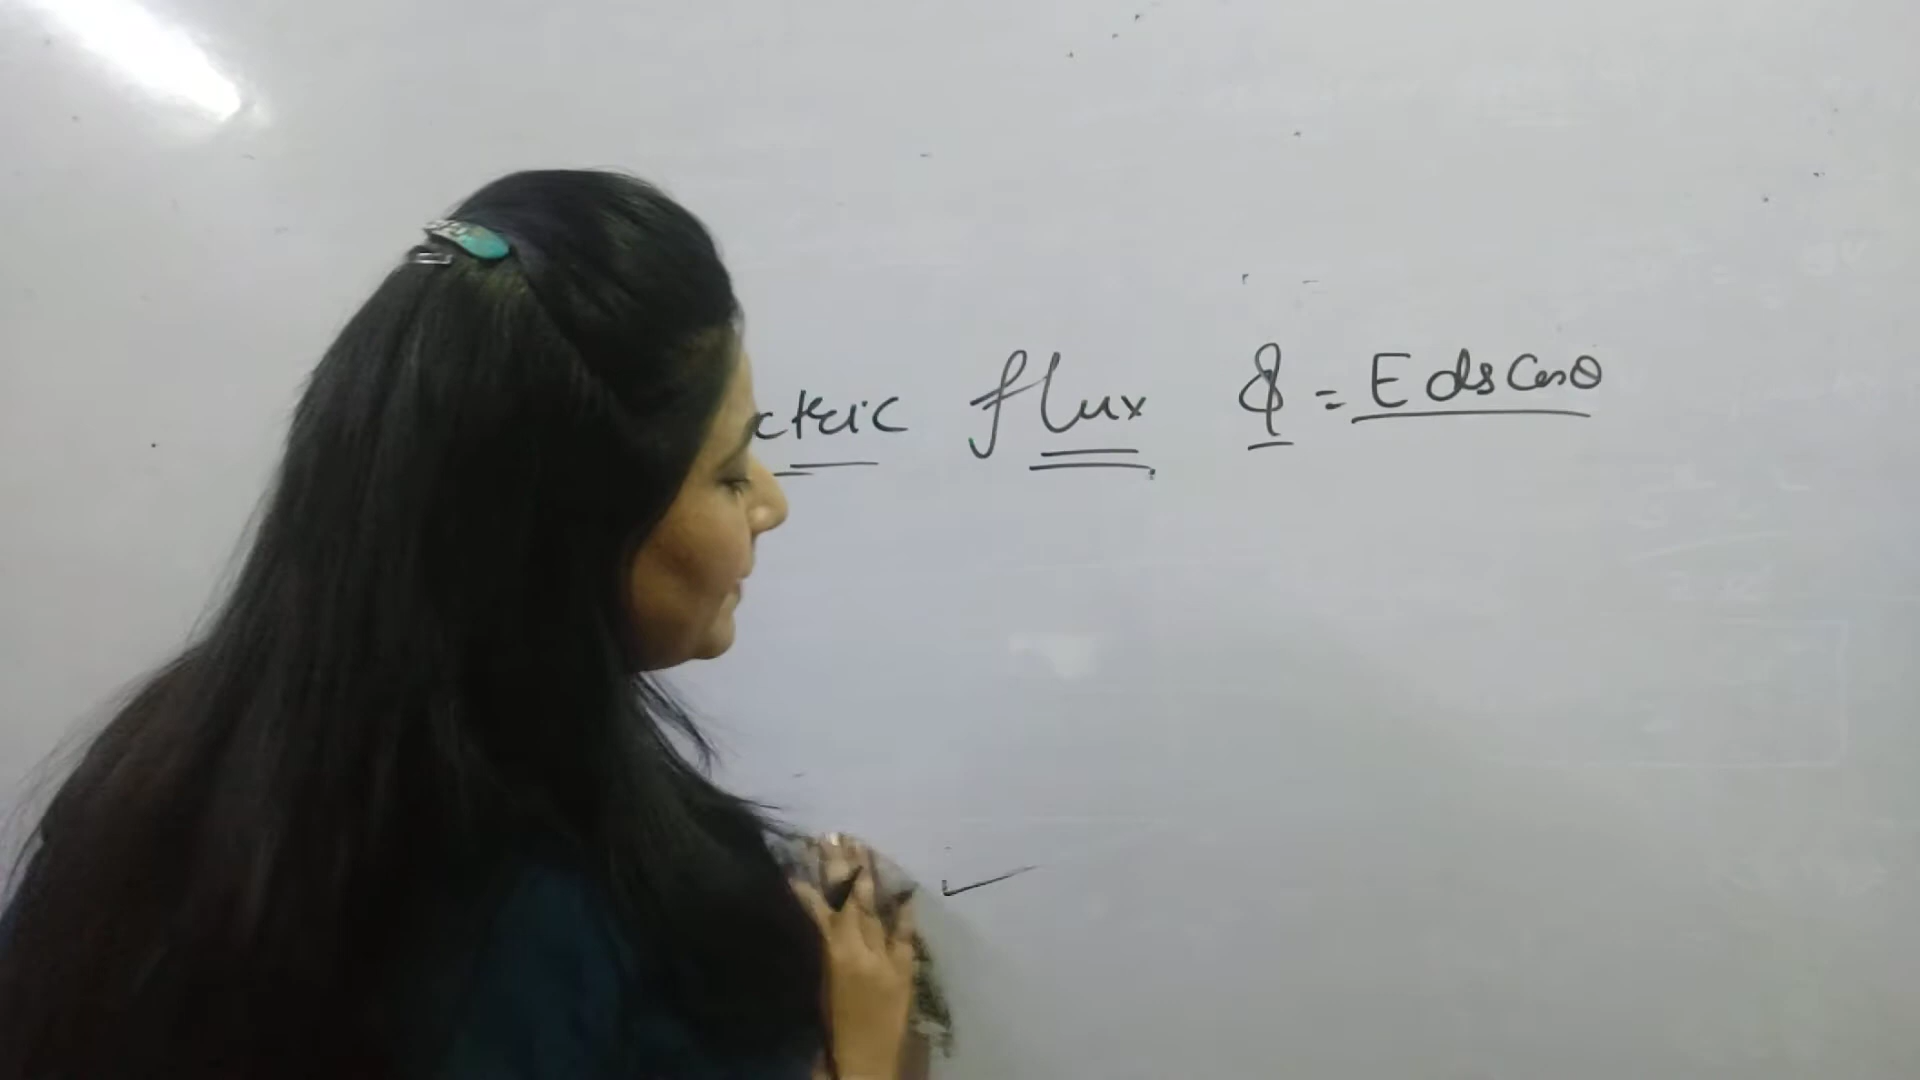 ctric flux ϕ = E ds Cosθ